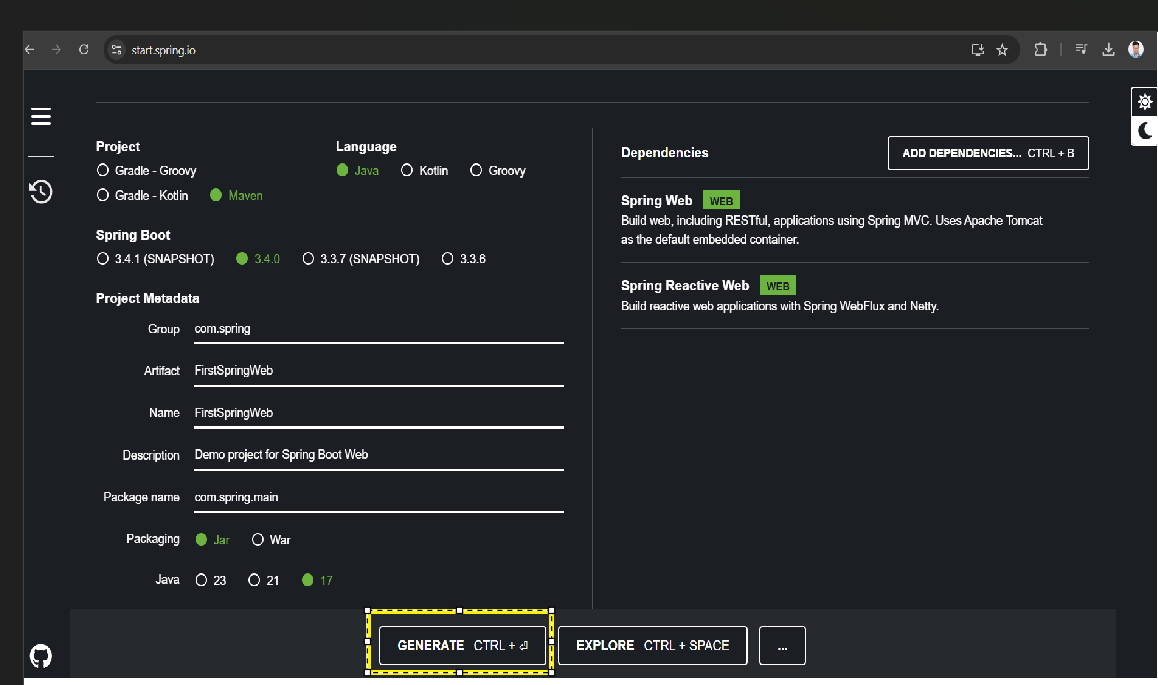 start.spring.io
Project
Gradle - Groovy
Gradle - Kotlin Maven
Language
Java Kotlin Groovy
Spring Boot
3.4.1 (SNAPSHOT) 3.4.0 3.3.7 (SNAPSHOT) 3.3.6
Project Metadata
Group com.spring
Artifact FirstSpringWeb
Name FirstSpringWeb
Description Demo project for Spring Boot Web
Package name com.spring.main
Packaging Jar War
Java 23 21 17
Dependencies ADD DEPENDENCIES... CTRL + B
Spring Web WEB
Build web, including RESTful, applications using Spring MVC. Uses Apache Tomcat
as the default embedded container.
Spring Reactive Web WEB
Build reactive web applications with Spring WebFlux and Netty.
GENERATE CTRL + ⏎ EXPLORE CTRL + SPACE ...